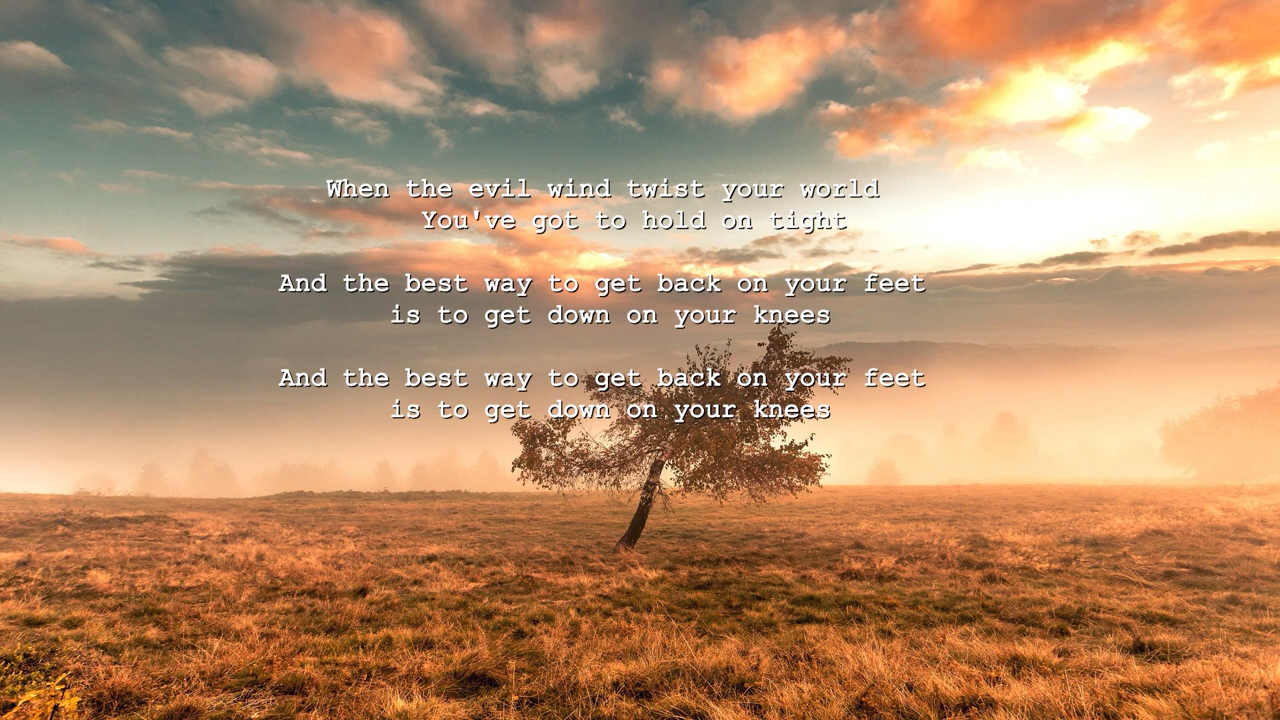 When the evil wind twist your world
You've got to hold on tight
And the best way to get back on your feet
is to get down on your knees
And the best way to get back on your feet
is to get down on your knees